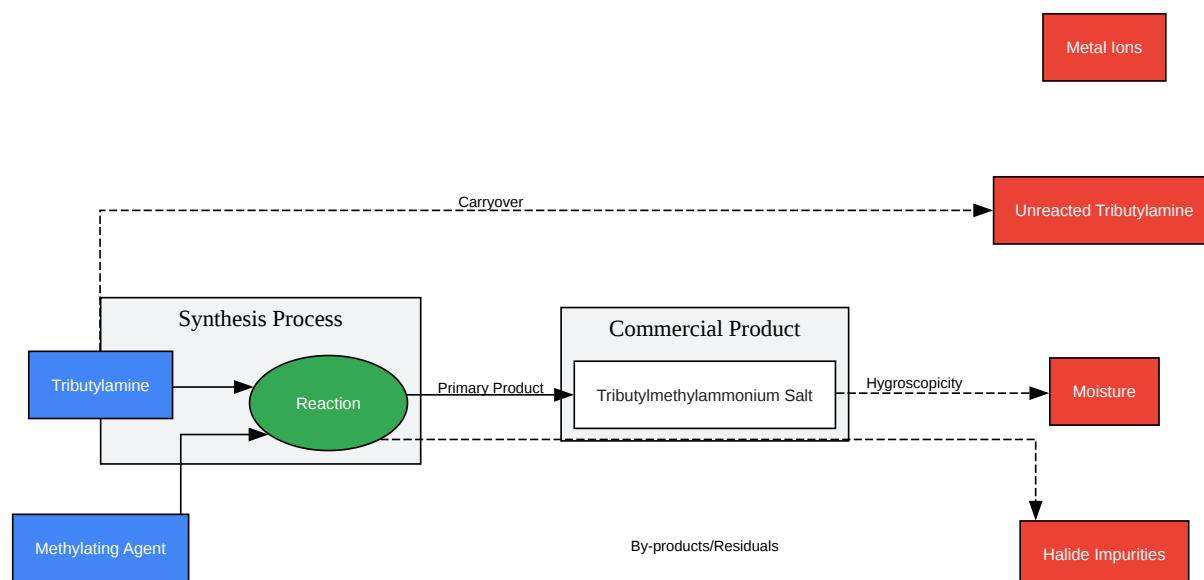 Metal Ions
Carryover
Unreacted Tributylamine
Synthesis Process
Commercial Product
Tributylamine
Reaction
Primary Product
Tributylmethylammonium Salt
Hygroscopicity
Moisture
Methylating Agent
By-products/Residuals
Halide Impurities